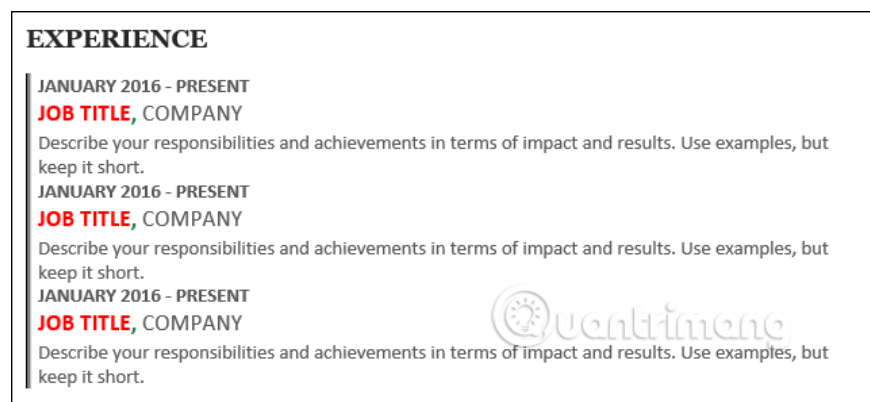 EXPERIENCE
JANUARY 2016 - PRESENT
JOB TITLE, COMPANY
Describe your responsibilities and achievements in terms of impact and results. Use examples, but
keep it short.
JANUARY 2016 - PRESENT
JOB TITLE, COMPANY
Describe your responsibilities and achievements in terms of impact and results. Use examples, but
keep it short.
JANUARY 2016 - PRESENT
JOB TITLE, COMPANY
Quantrimang
Describe your responsibilities and achievements in terms of impact and results. Use examples, but
keep it short.